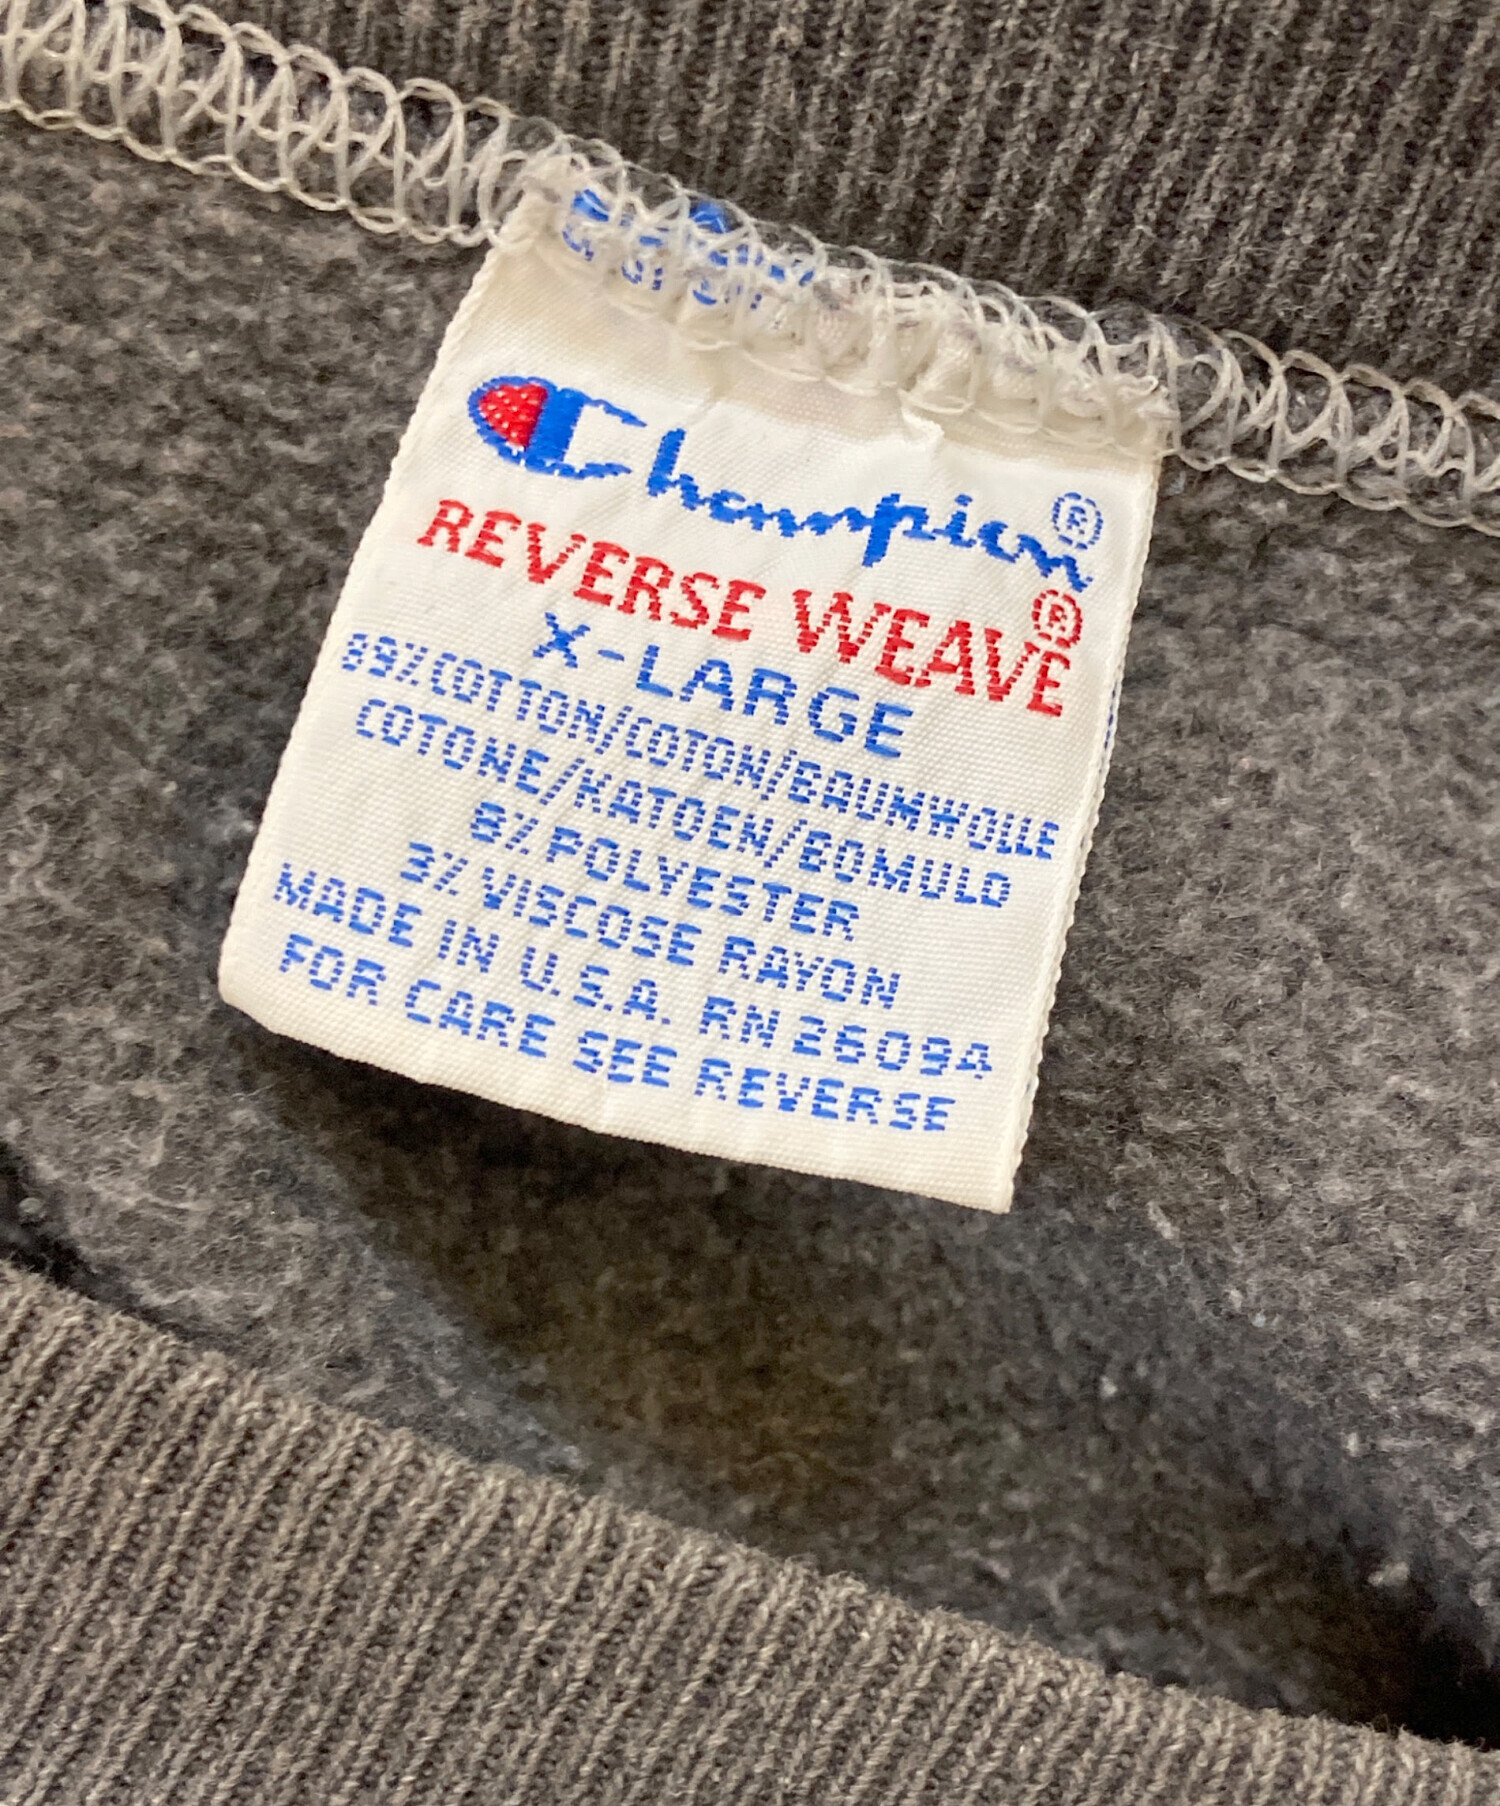 Champion®
REVERSE WEAVE®
X-LARGE
89% COTTON/COTON/BAUMWOLLE
COTONE/KATOEN/BOMULD
8% POLYESTER
3% VISCOSE RAYON
MADE IN U.S.A. RN 26094
FOR CARE SEE REVERSE